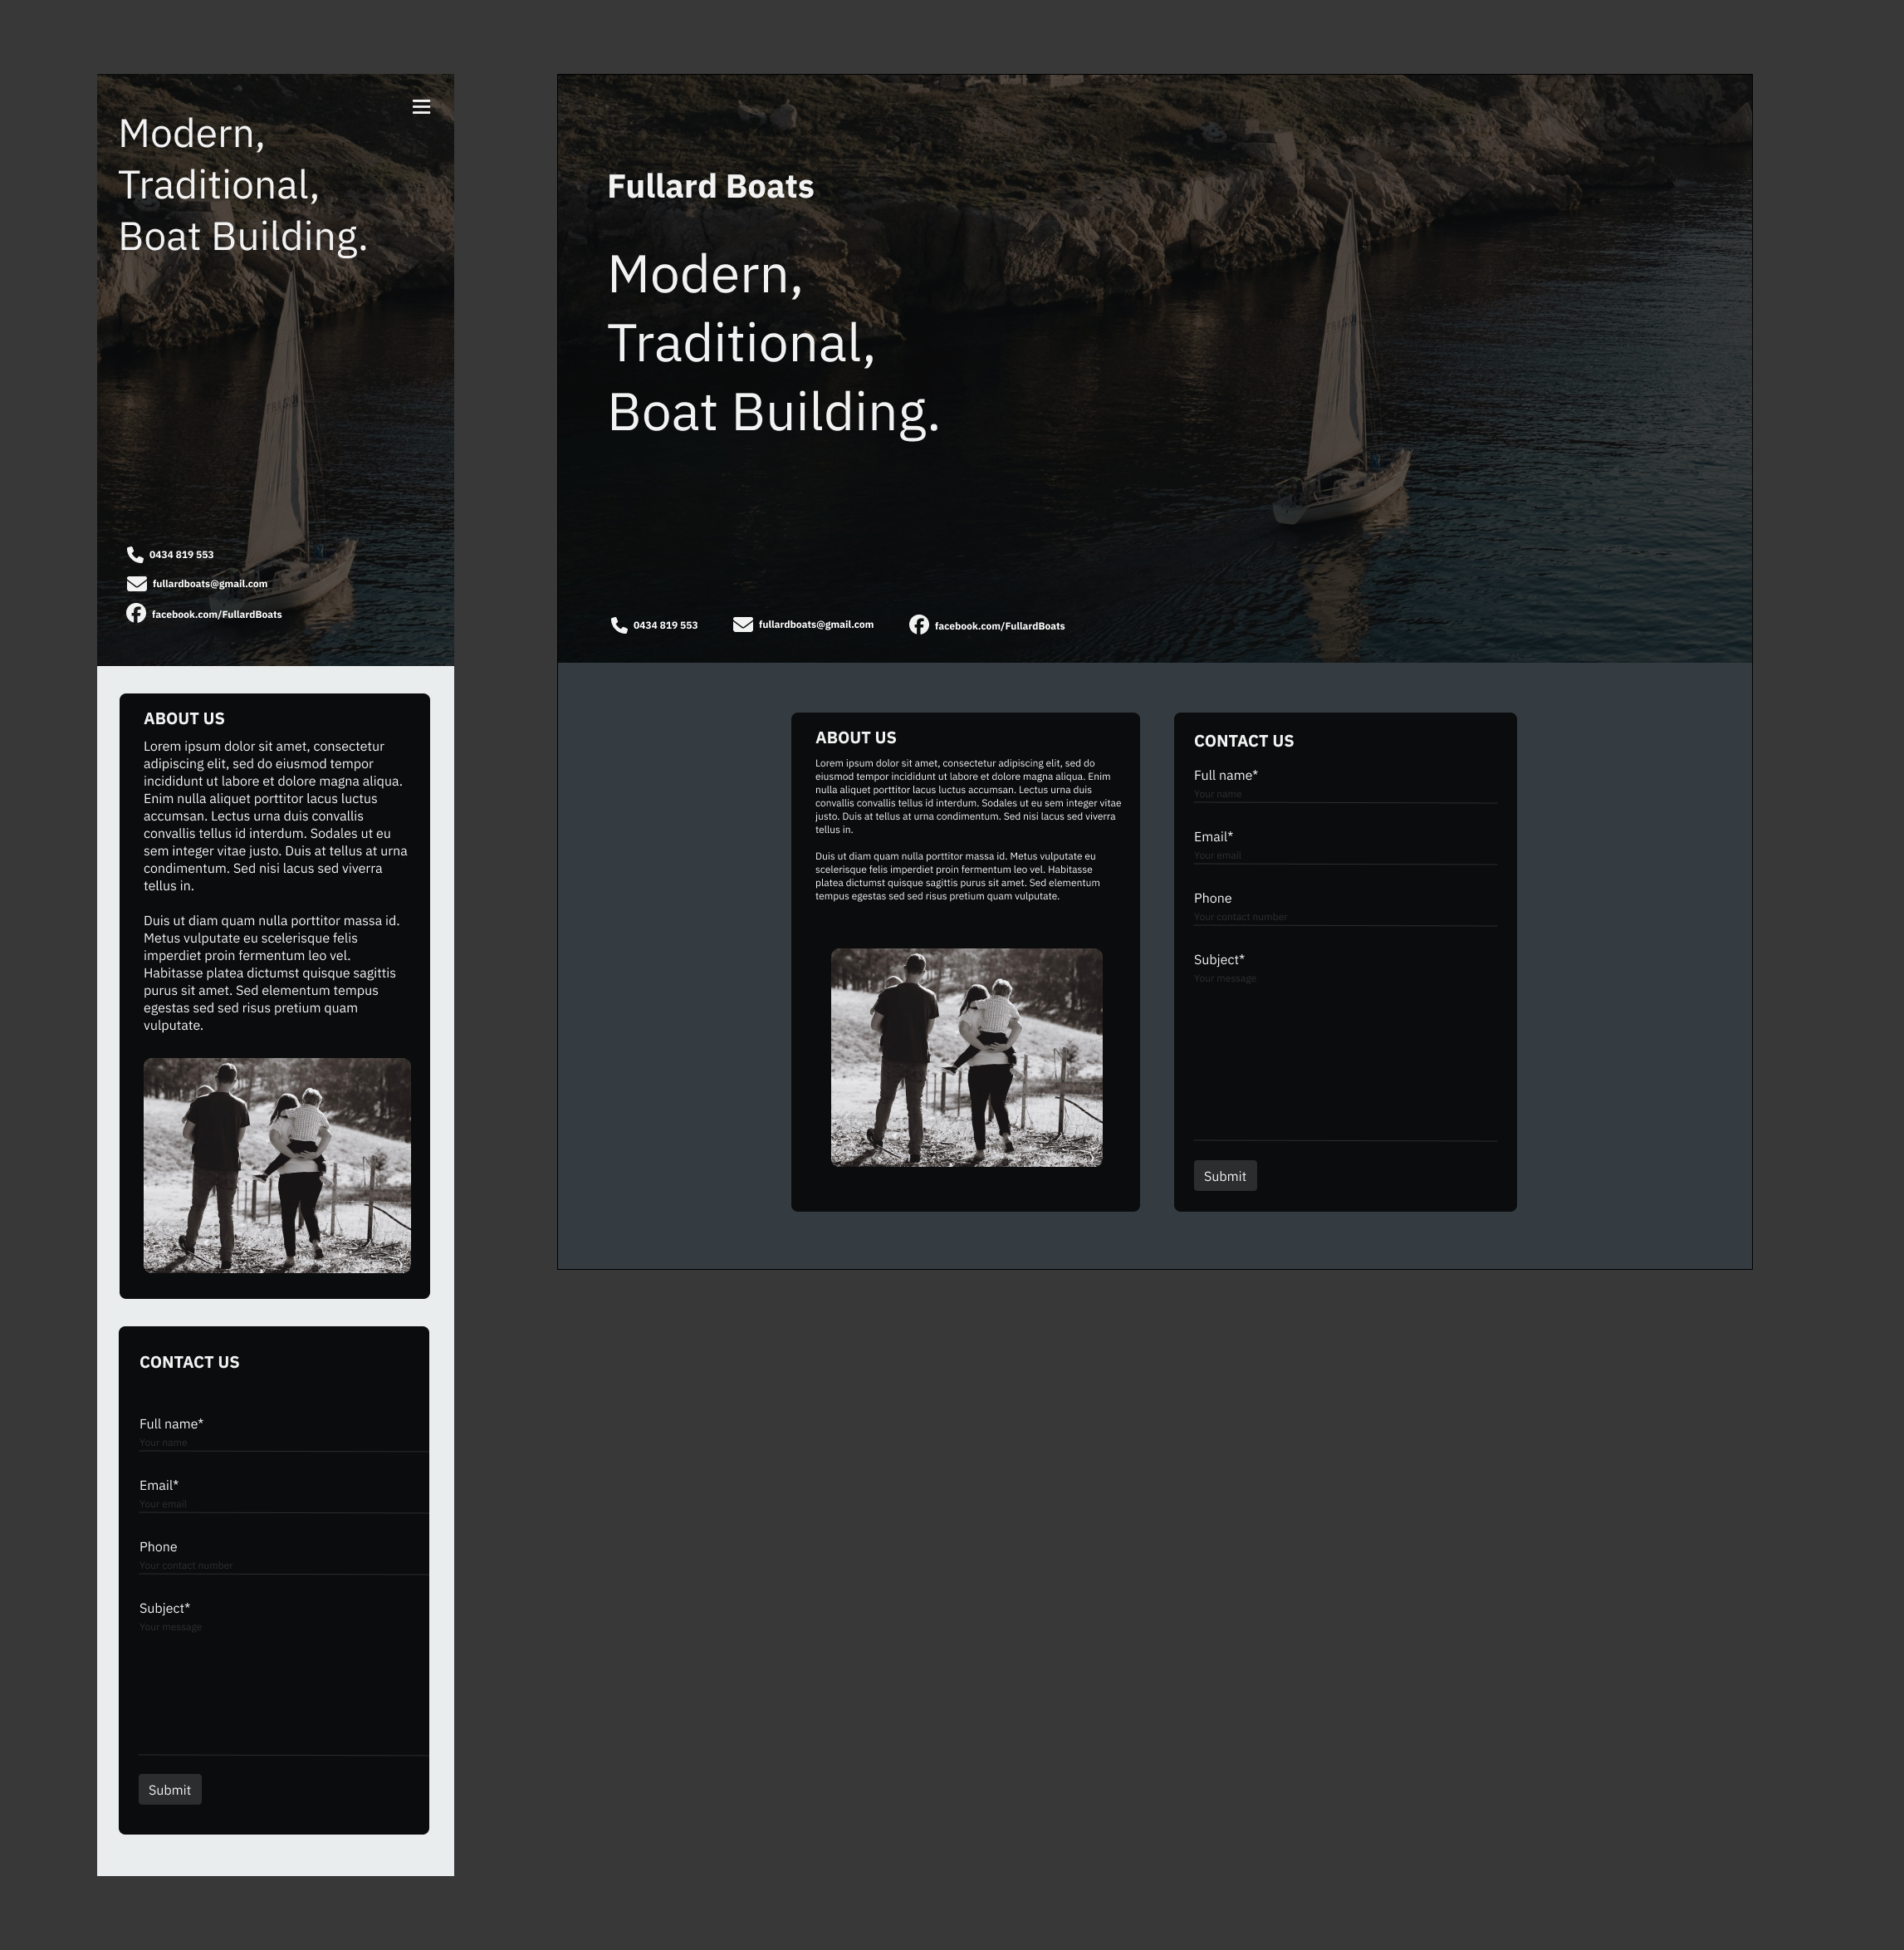 Modern,
Traditional,
Boat Building.
0434 819 553
fullardboats@gmail.com
facebook.com/FullardBoats
ABOUT US
Lorem ipsum dolor sit amet, consectetur
adipiscing elit, sed do eiusmod tempor
incididunt ut labore et dolore magna aliqua.
Enim nulla aliquet porttitor lacus luctus
accumsan. Lectus urna duis convallis
convallis tellus id interdum. Sodales ut eu
sem integer vitae justo. Duis at tellus at urna
condimentum. Sed nisi lacus sed viverra
tellus in.
Duis ut diam quam nulla porttitor massa id.
Metus vulputate eu scelerisque felis
imperdiet proin fermentum leo vel.
Habitasse platea dictumst quisque sagittis
purus sit amet. Sed elementum tempus
egestas sed sed risus pretium quam
vulputate.
CONTACT US
Full name*
Your name
Email*
Your email
Phone
Your contact number
Subject*
Your message
Submit
Fullard Boats
Modern,
Traditional,
Boat Building.
0434 819 553
fullardboats@gmail.com
facebook.com/FullardBoats
ABOUT US
Lorem ipsum dolor sit amet, consectetur adipiscing elit, sed do
eiusmod tempor incididunt ut labore et dolore magna aliqua. Enim
nulla aliquet porttitor lacus luctus accumsan. Lectus urna duis
convallis convallis tellus id interdum. Sodales ut eu sem integer vitae
justo. Duis at tellus at urna condimentum. Sed nisi lacus sed viverra
tellus in.
Duis ut diam quam nulla porttitor massa id. Metus vulputate eu
scelerisque felis imperdiet proin fermentum leo vel. Habitasse
platea dictumst quisque sagittis purus sit amet. Sed elementum
tempus egestas sed sed risus pretium quam vulputate.
CONTACT US
Full name*
Your name
Email*
Your email
Phone
Your contact number
Subject*
Your message
Submit